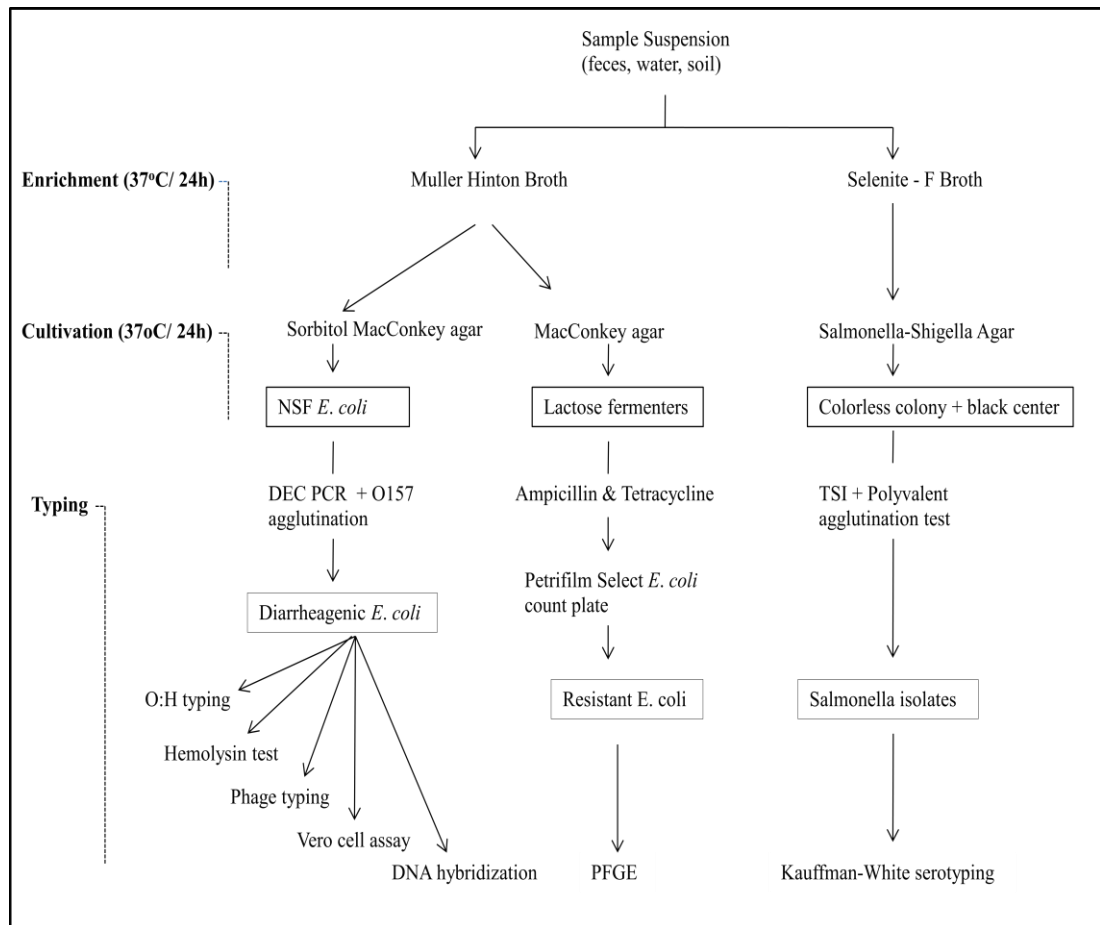 Sample Suspension
(feces, water, soil)
Enrichment (37ºC/ 24h)
Muller Hinton Broth
Selenite - F Broth
Cultivation (37oC/ 24h)
Sorbitol MacConkey agar
MacConkey agar
Salmonella-Shigella Agar
NSF E. coli
Lactose fermenters
Colorless colony + black center
Typing
DEC PCR + O157
agglutination
Ampicillin & Tetracycline
TSI + Polyvalent
agglutination test
Petrifilm Select E. coli
count plate
Diarrheagenic E. coli
Resistant E. coli
Salmonella isolates
O:H typing
Hemolysin test
Phage typing
Vero cell assay
DNA hybridization
PFGE
Kauffman-White serotyping